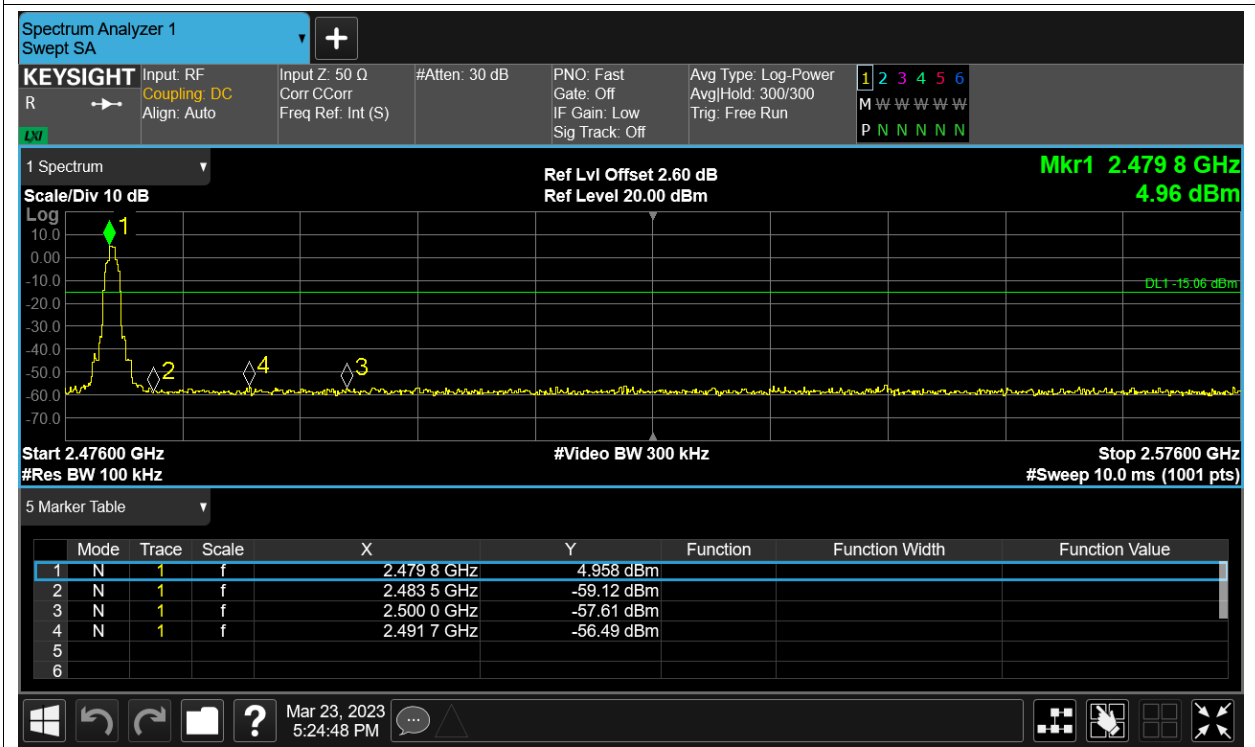 Spectrum Analyzer 1
Swept SA
KEYSIGHT Input: RF Input Z: 50 Ω #Atten: 30 dB PNO: Fast Avg Type: Log-Power 1 2 3 4 5 6
R Coupling: DC Corr CCorr Gate: Off Avg|Hold: 300/300 M W W W W W
Align: Auto Freq Ref: Int (S) IF Gain: Low Trig: Free Run
LXI Sig Track: Off P N N N N N
1 Spectrum Ref Lvl Offset 2.60 dB Mkr1 2.479 8 GHz
Scale/Div 10 dB Ref Level 20.00 dBm 4.96 dBm
Log
1
10.0
0.00
-10.0 DL1 -15.06 dBm
-20.0
-30.0
-40.0
-50.0 2 4 3
-60.0
-70.0
Start 2.47600 GHz #Video BW 300 kHz Stop 2.57600 GHz
#Res BW 100 kHz #Sweep 10.0 ms (1001 pts)
5 Marker Table
Mode Trace Scale X Y Function Function Width Function Value
1 N 1 f 2.479 8 GHz 4.958 dBm
2 N 1 f 2.483 5 GHz -59.12 dBm
3 N 1 f 2.500 0 GHz -57.61 dBm
4 N 1 f 2.491 7 GHz -56.49 dBm
5
6
? Mar 23, 2023
5:24:48 PM